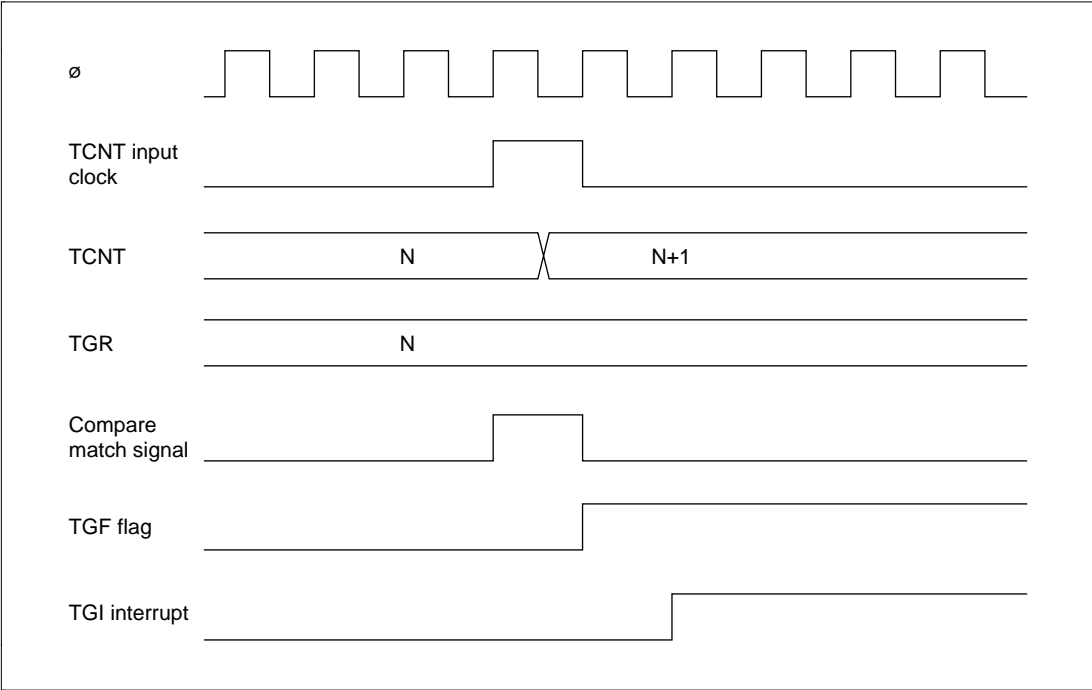 ø
TCNT input
clock
TCNT
N
N+1
TGR
N
Compare
match signal
TGF flag
TGI interrupt